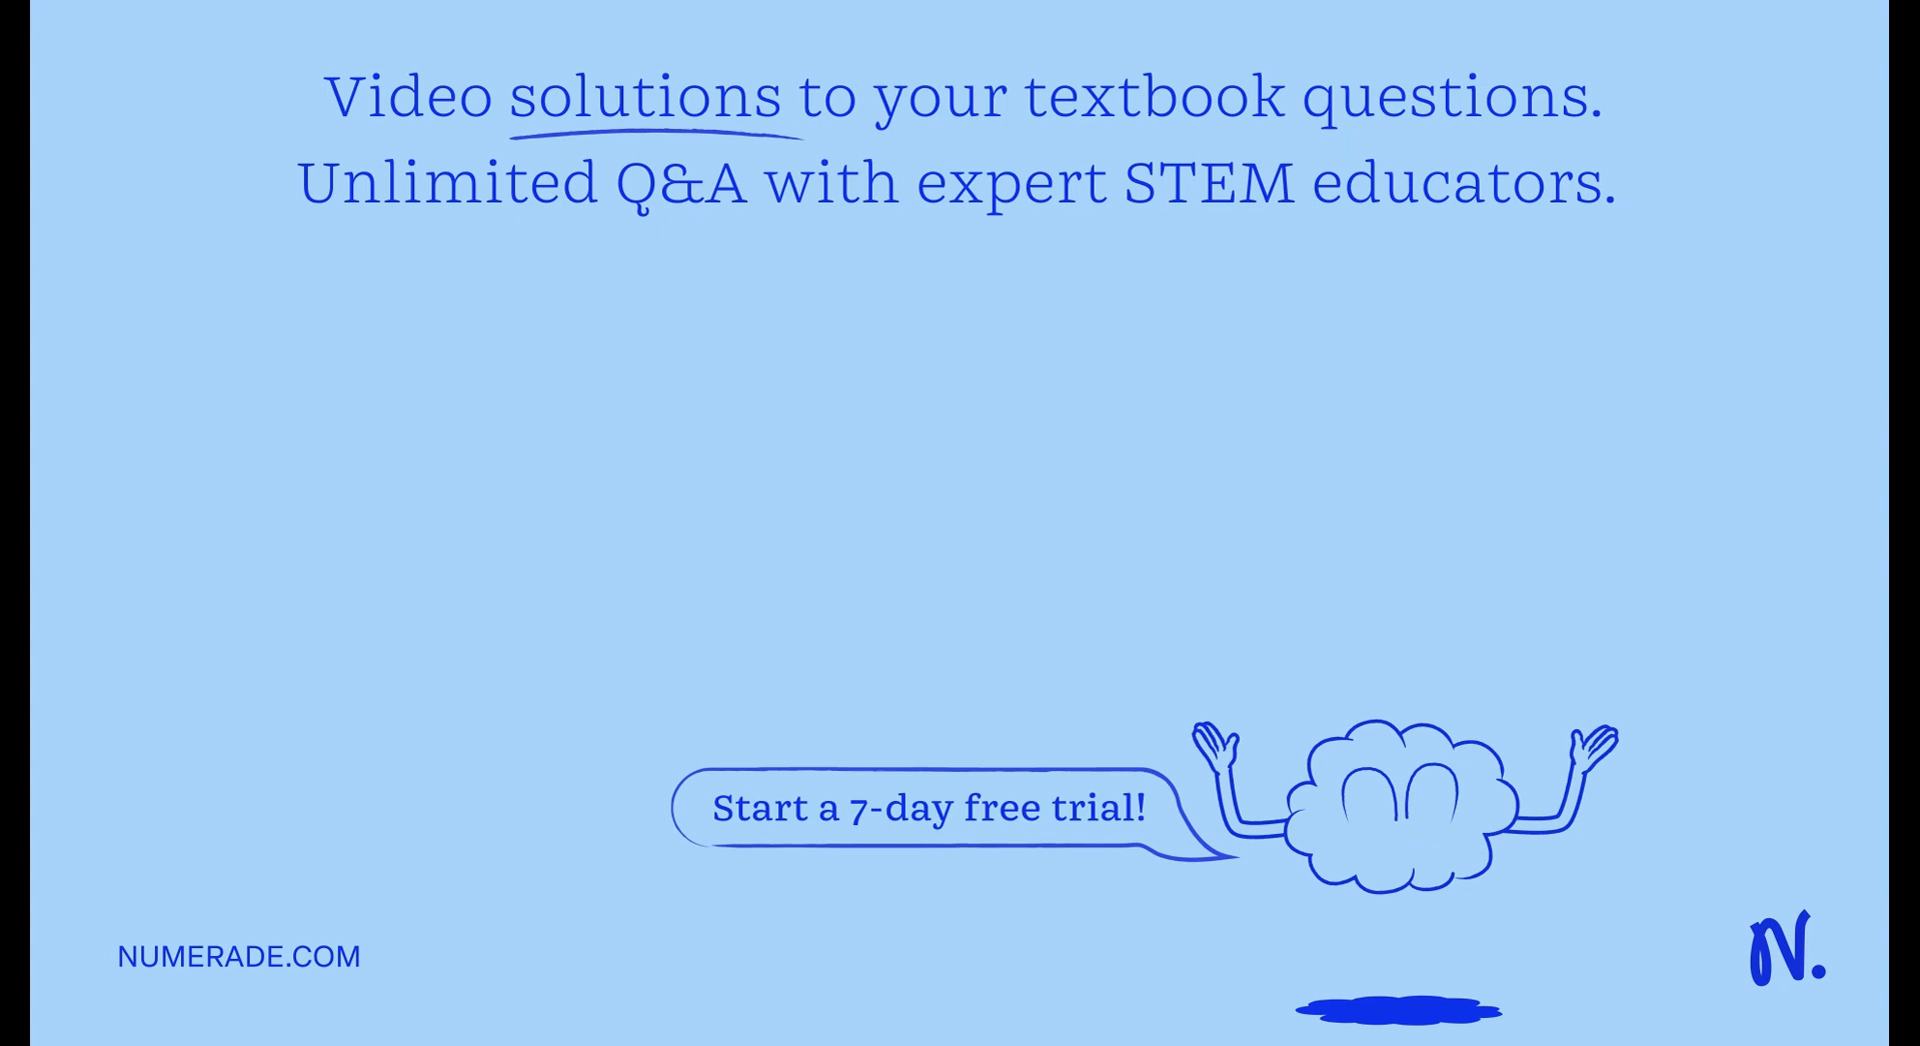 Video solutions to your textbook questions.
Unlimited Q&A with expert STEM educators.
Start a 7-day free trial!
NUMERADE.COM
N.